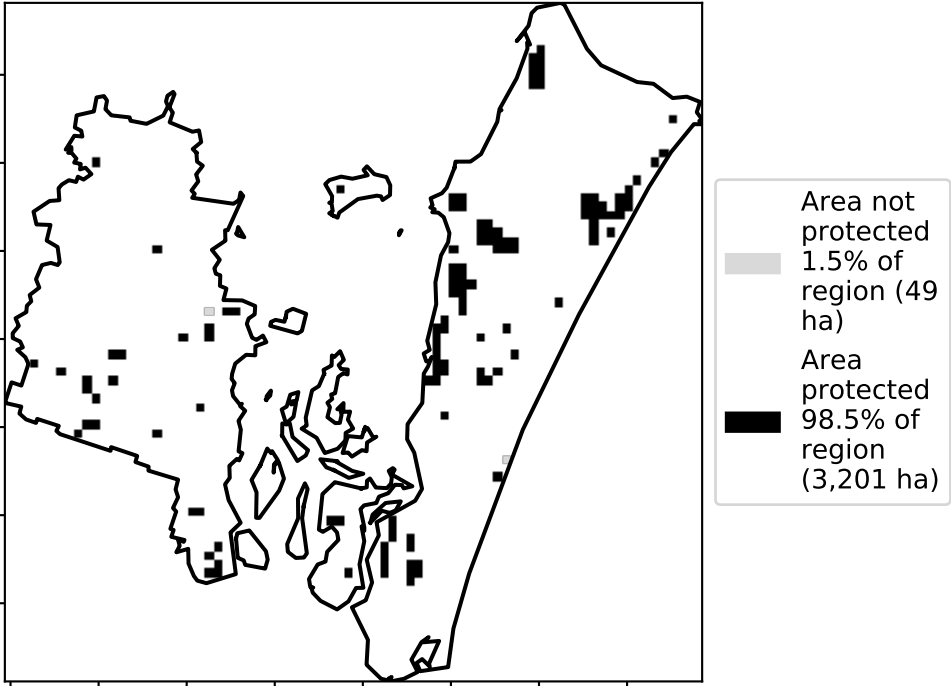 Area not
protected
1.5% of
region (49
ha)
Area
protected
98.5% of
region
(3,201 ha)